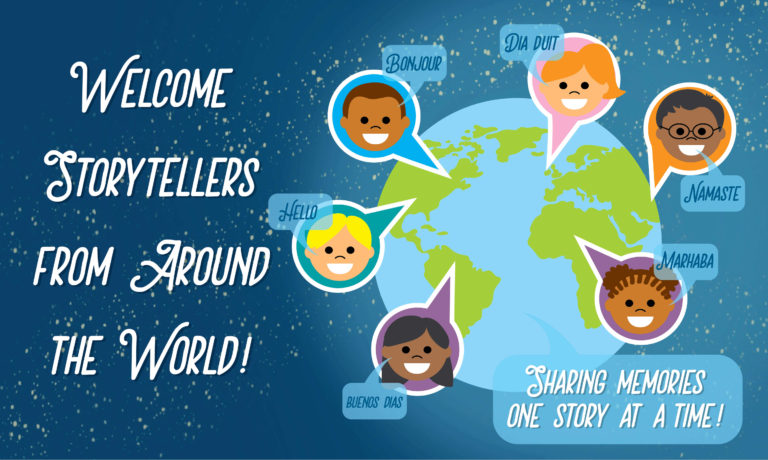 Welcome
Storytellers
from Around
the World!
Bonjour
Dia duit
Namaste
Hello
Marhaba
buenos dias
Sharing memories
one story at a time!